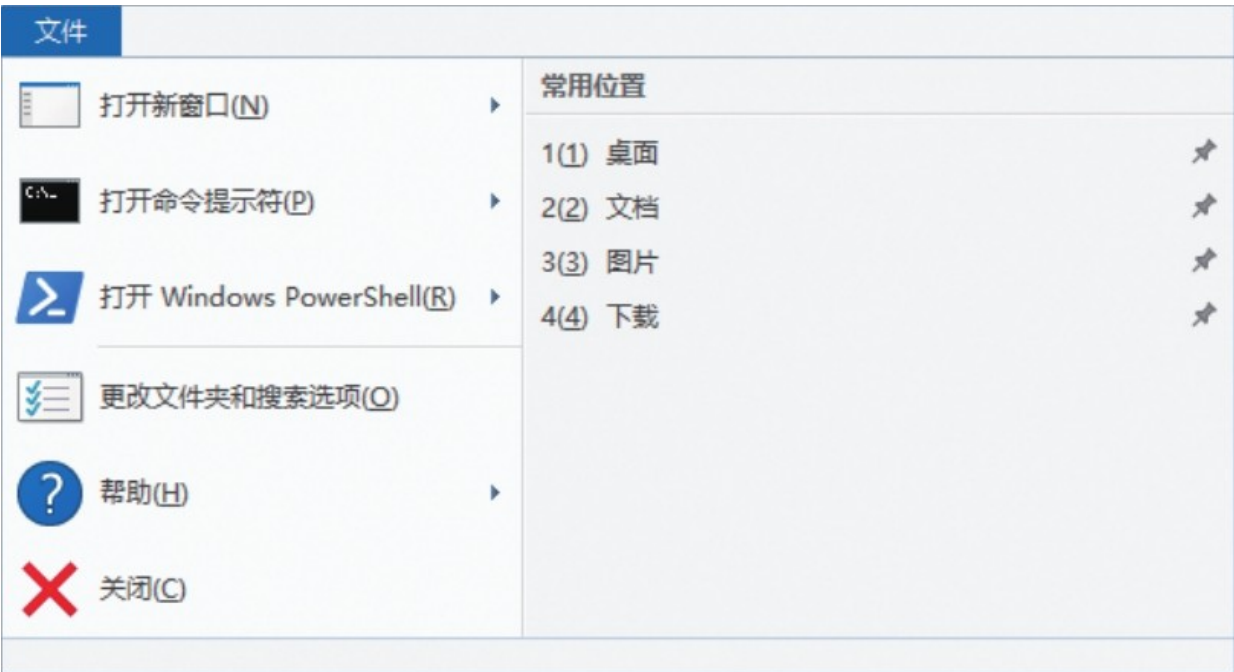 文件
打开新窗口(N)
C:\_
打开命令提示符(P)
打开 Windows PowerShell(R)
更改文件夹和搜索选项(O)
帮助(H)
关闭(C)
常用位置
1(1) 桌面
2(2) 文档
3(3) 图片
4(4) 下载